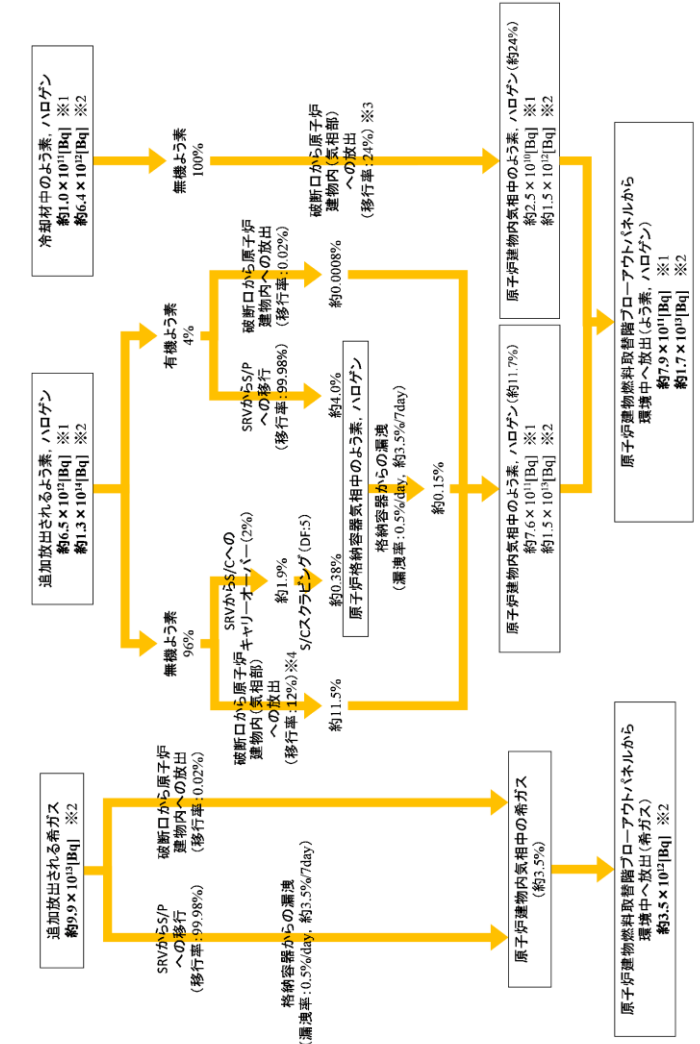 追加放出される希ガス
約9.9×10¹³[Bq] ※2
SRVからS/P
への移行
(移行率:99.98%)
破断口から原子炉
建物内への放出
(移行率:0.02%)
格納容器からの漏洩
(漏洩率:0.5%/day, 約3.5%/7day)
原子炉建物内気相中の希ガス
(約3.5%)
原子炉建物燃料取替階ブローアウトパネルから
環境中へ放出(希ガス)
約3.5×10¹²[Bq] ※2
追加放出されるよう素, ハロゲン
約6.5×10¹²[Bq] ※1
約1.3×10¹⁴[Bq] ※2
無機よう素
96%
有機よう素
4%
破断口から原子炉
建物内(気相部)
への放出
(移行率:12%)※4
SRVからS/Cへの
キャリーオーバー(2%)
約1.9%
S/Cスクラビング(DF:5)
SRVからS/P
への移行
(移行率:99.98%)
破断口から原子炉
建物内への放出
(移行率:0.02%)
約11.5%
約0.38%
約4.0%
約0.0008%
原子炉格納容器気相中のよう素, ハロゲン
格納容器からの漏洩
(漏洩率:0.5%/day, 約3.5%/7day)
約0.15%
原子炉建物内気相中のよう素, ハロゲン(約11.7%)
約7.6×10¹¹[Bq] ※1
約1.5×10¹³[Bq] ※2
冷却材中のよう素, ハロゲン
約1.0×10¹¹[Bq] ※1
約6.4×10¹²[Bq] ※2
無機よう素
100%
破断口から原子炉
建物内(気相部)
への放出
(移行率:24%)※3
原子炉建物内気相中のよう素, ハロゲン(約24%)
約2.5×10¹⁰[Bq] ※1
約1.5×10¹²[Bq] ※2
原子炉建物燃料取替階ブローアウトパネルから
環境中へ放出(よう素, ハロゲン)
約7.9×10¹¹[Bq] ※1
約1.7×10¹³[Bq] ※2